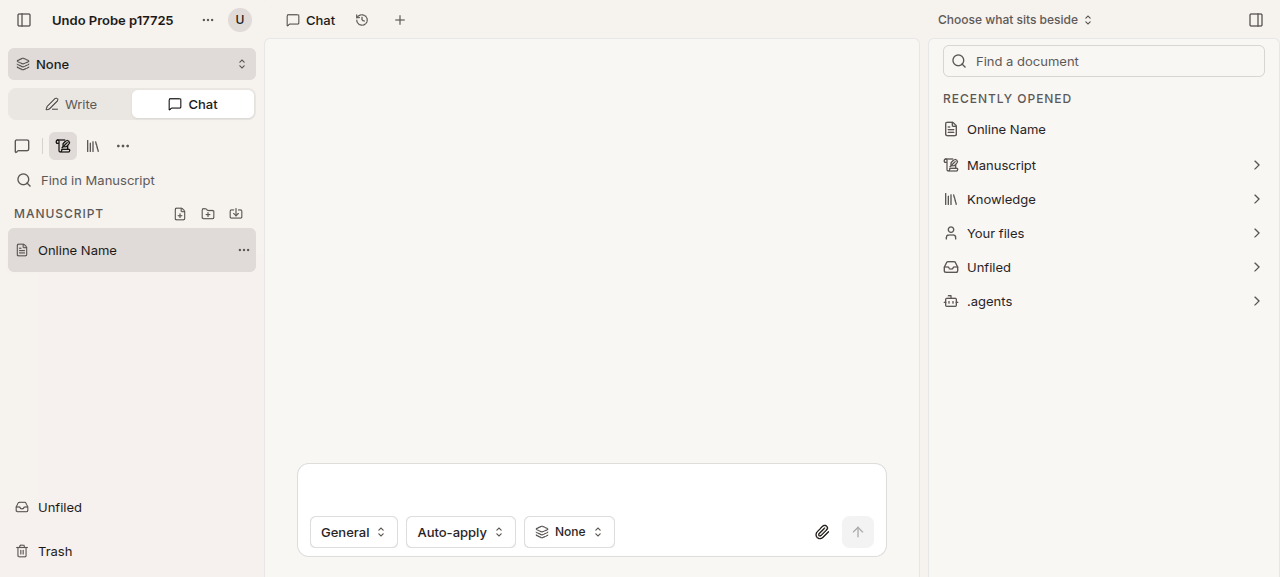 Undo Probe p17725
U
Chat
Choose what sits beside
None
Write
Chat
Find in Manuscript
MANUSCRIPT
Online Name
Unfiled
Trash
General
Auto-apply
None
Find a document
RECENTLY OPENED
Online Name
Manuscript
Knowledge
Your files
Unfiled
.agents